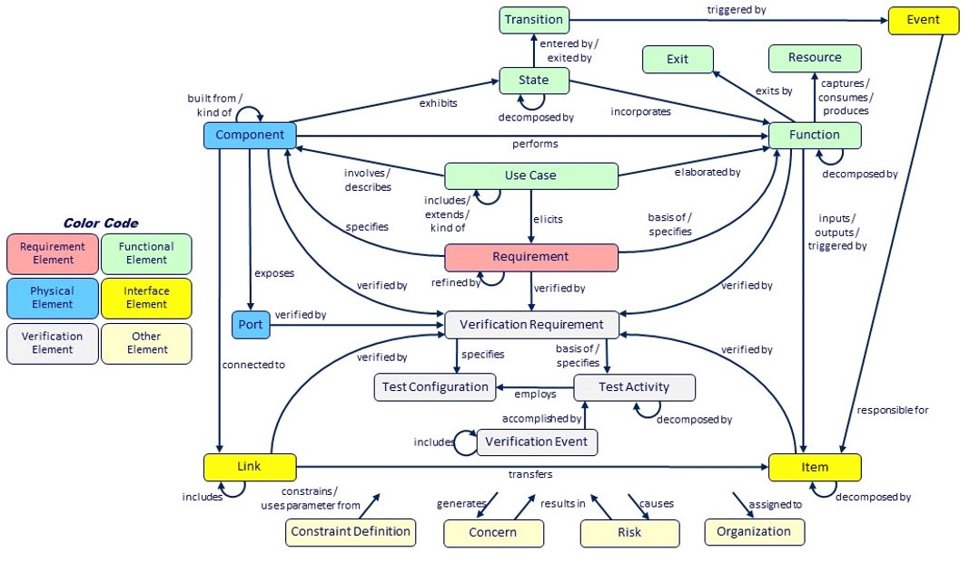 triggered by
Transition
Event
entered by /
exited by
Exit
Resource
State
captures/
consumes/
produces
built from /
kind of
exhibits
exits by
decomposed by
incorporates
Component
performs
Function
involves/
describes
Use Case
elaborated by
decomposed by
includes/
extends/
kind of
elicits
basis of /
specifies
inputs/
outputs/
triggered by
Color Code
specifies
Requirement
Element
Functional
Element
Requirement
refined by
exposes
verified by
verified by
verified by
Physical
Element
Interface
Element
Port
verified by
Verification Requirement
Verification
Element
Other
Element
verified by
specifies
basis of /
specifies
verified by
connected to
Test Configuration
employs
Test Activity
accomplished by
decomposed by
responsible for
includes
Verification Event
Link
transfers
Item
includes
constrains/
uses parameter from
generates
results in
causes
assigned to
decomposed by
Constraint Definition
Concern
Risk
Organization